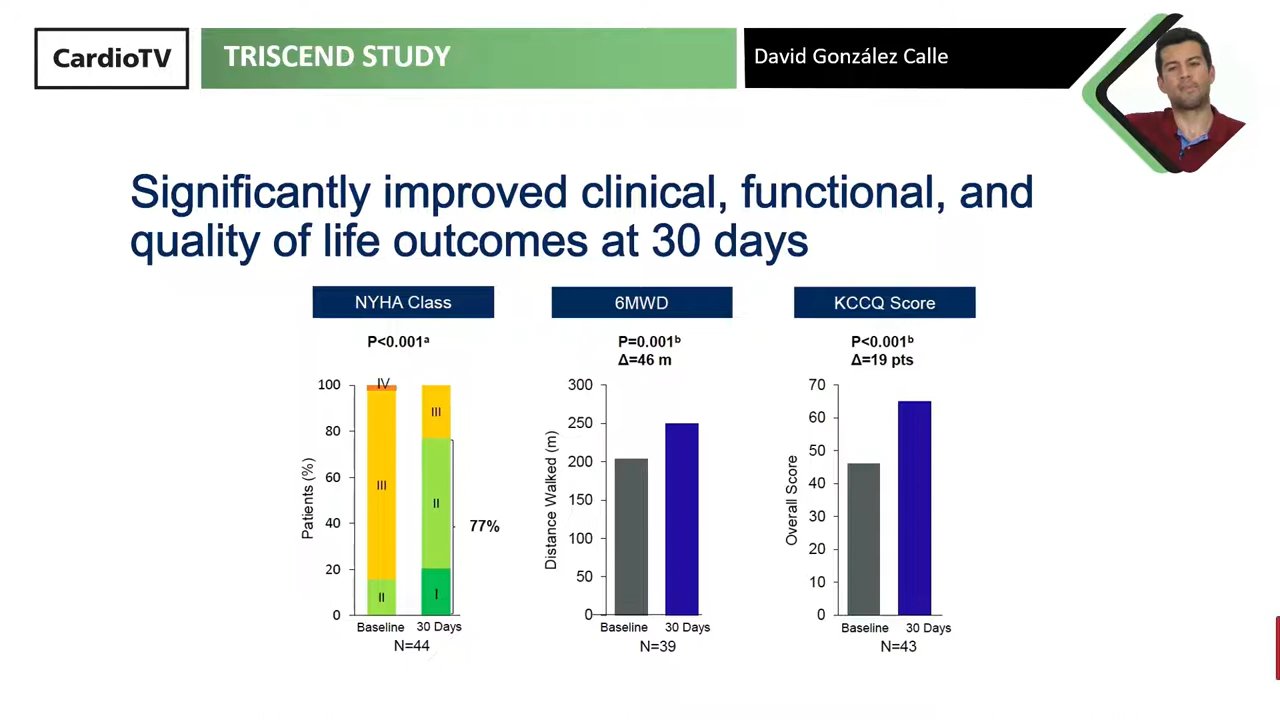 CardioTV
TRISCEND STUDY
David González Calle
Significantly improved clinical, functional, and
quality of life outcomes at 30 days
NYHA Class
P<0.001ᵃ
Patients (%)
100
80
60
40
20
0
IV
III
II
III
II
I
77%
Baseline
30 Days
N=44
6MWD
P=0.001ᵇ
Δ=46 m
Distance Walked (m)
300
250
200
150
100
50
0
Baseline
30 Days
N=39
KCCQ Score
P<0.001ᵇ
Δ=19 pts
Overall Score
70
60
50
40
30
20
10
0
Baseline
30 Days
N=43